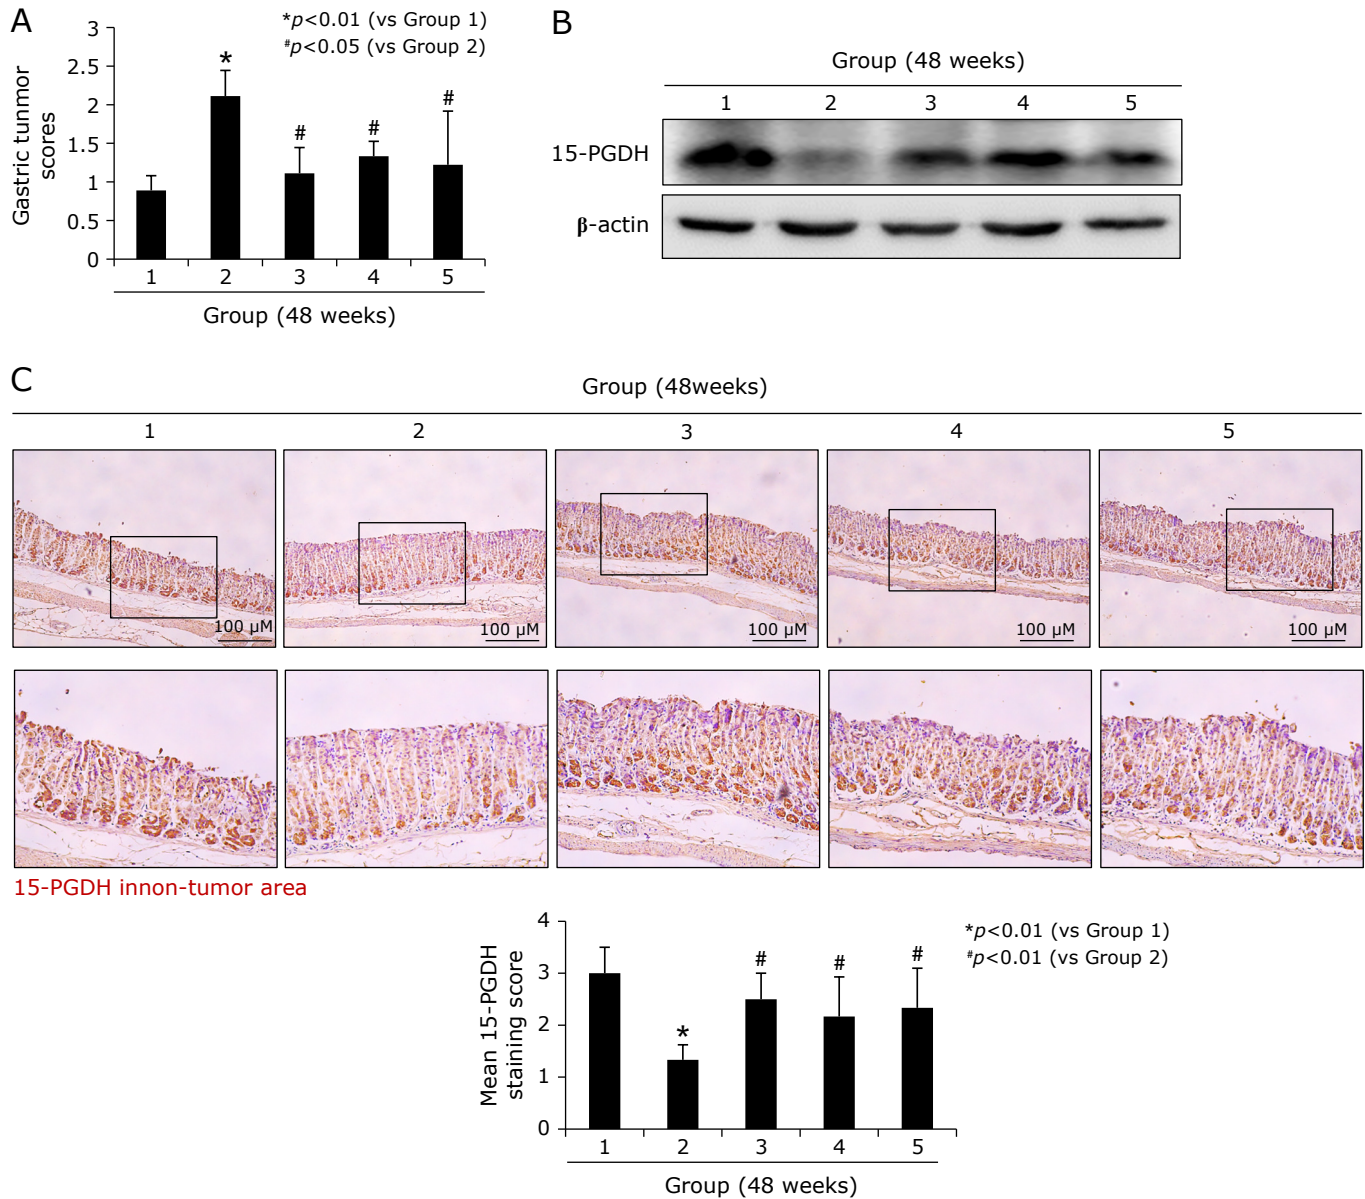 A
*p<0.01 (vs Group 1)
#p<0.05 (vs Group 2)
Gastric tunmor
scores
3
2.5
2
1.5
1
0.5
0
*
#
#
#
1 2 3 4 5
Group (48 weeks)
B
Group (48 weeks)
1 2 3 4 5
15-PGDH
β-actin
C
Group (48weeks)
1 2 3 4 5
100 µM 100 µM 100 µM 100 µM 100 µM
15-PGDH innon-tumor area
*p<0.01 (vs Group 1)
#p<0.01 (vs Group 2)
Mean 15-PGDH
staining score
4
3
2
1
0
*
#
#
#
1 2 3 4 5
Group (48 weeks)